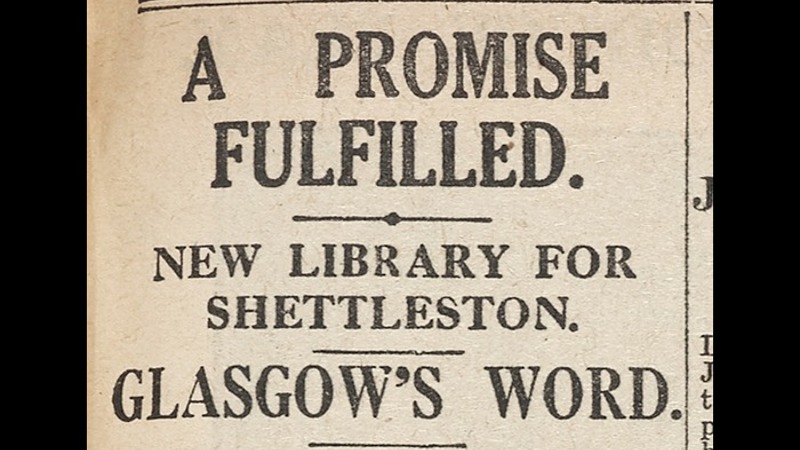 A PROMISE
FULFILLED.
NEW LIBRARY FOR
SHETTLESTON.
GLASGOW'S WORD.